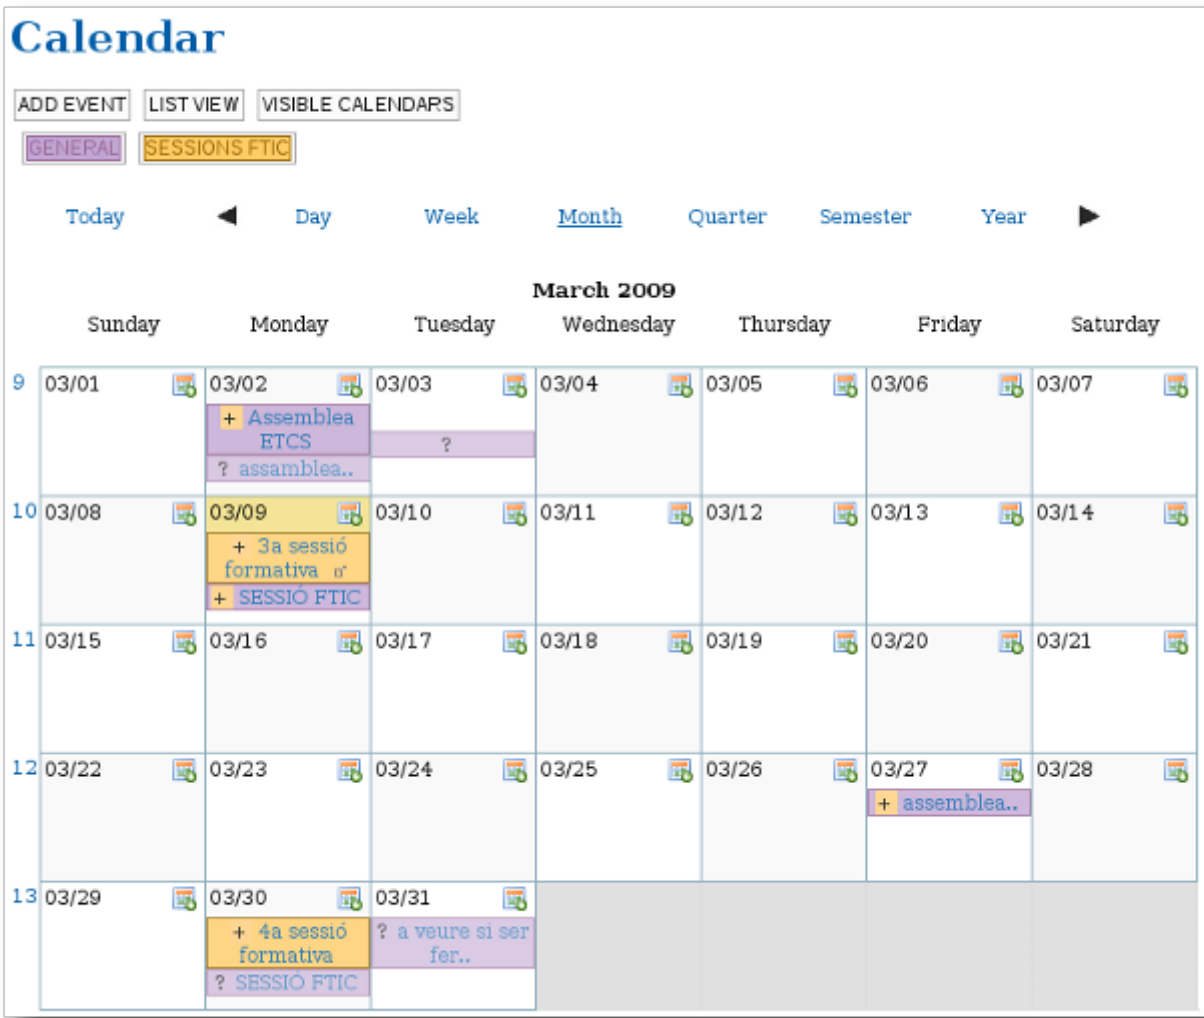 Calendar
ADD EVENT LIST VIEW VISIBLE CALENDARS
GENERAL SESSIONS FTIC
Today Day Week Month Quarter Semester Year
March 2009
Sunday Monday Tuesday Wednesday Thursday Friday Saturday
9 03/01 03/02 03/03 03/04 03/05 03/06 03/07
+ Assemblea
ETCS
?
? assamblea..
10 03/08 03/09 03/10 03/11 03/12 03/13 03/14
+ 3a sessió
formativa
+ SESSIÓ FTIC
11 03/15 03/16 03/17 03/18 03/19 03/20 03/21
12 03/22 03/23 03/24 03/25 03/26 03/27 03/28
+ assemblea..
13 03/29 03/30 03/31
+ 4a sessió
formativa
? SESSIÓ FTIC
? a veure si ser
fer..